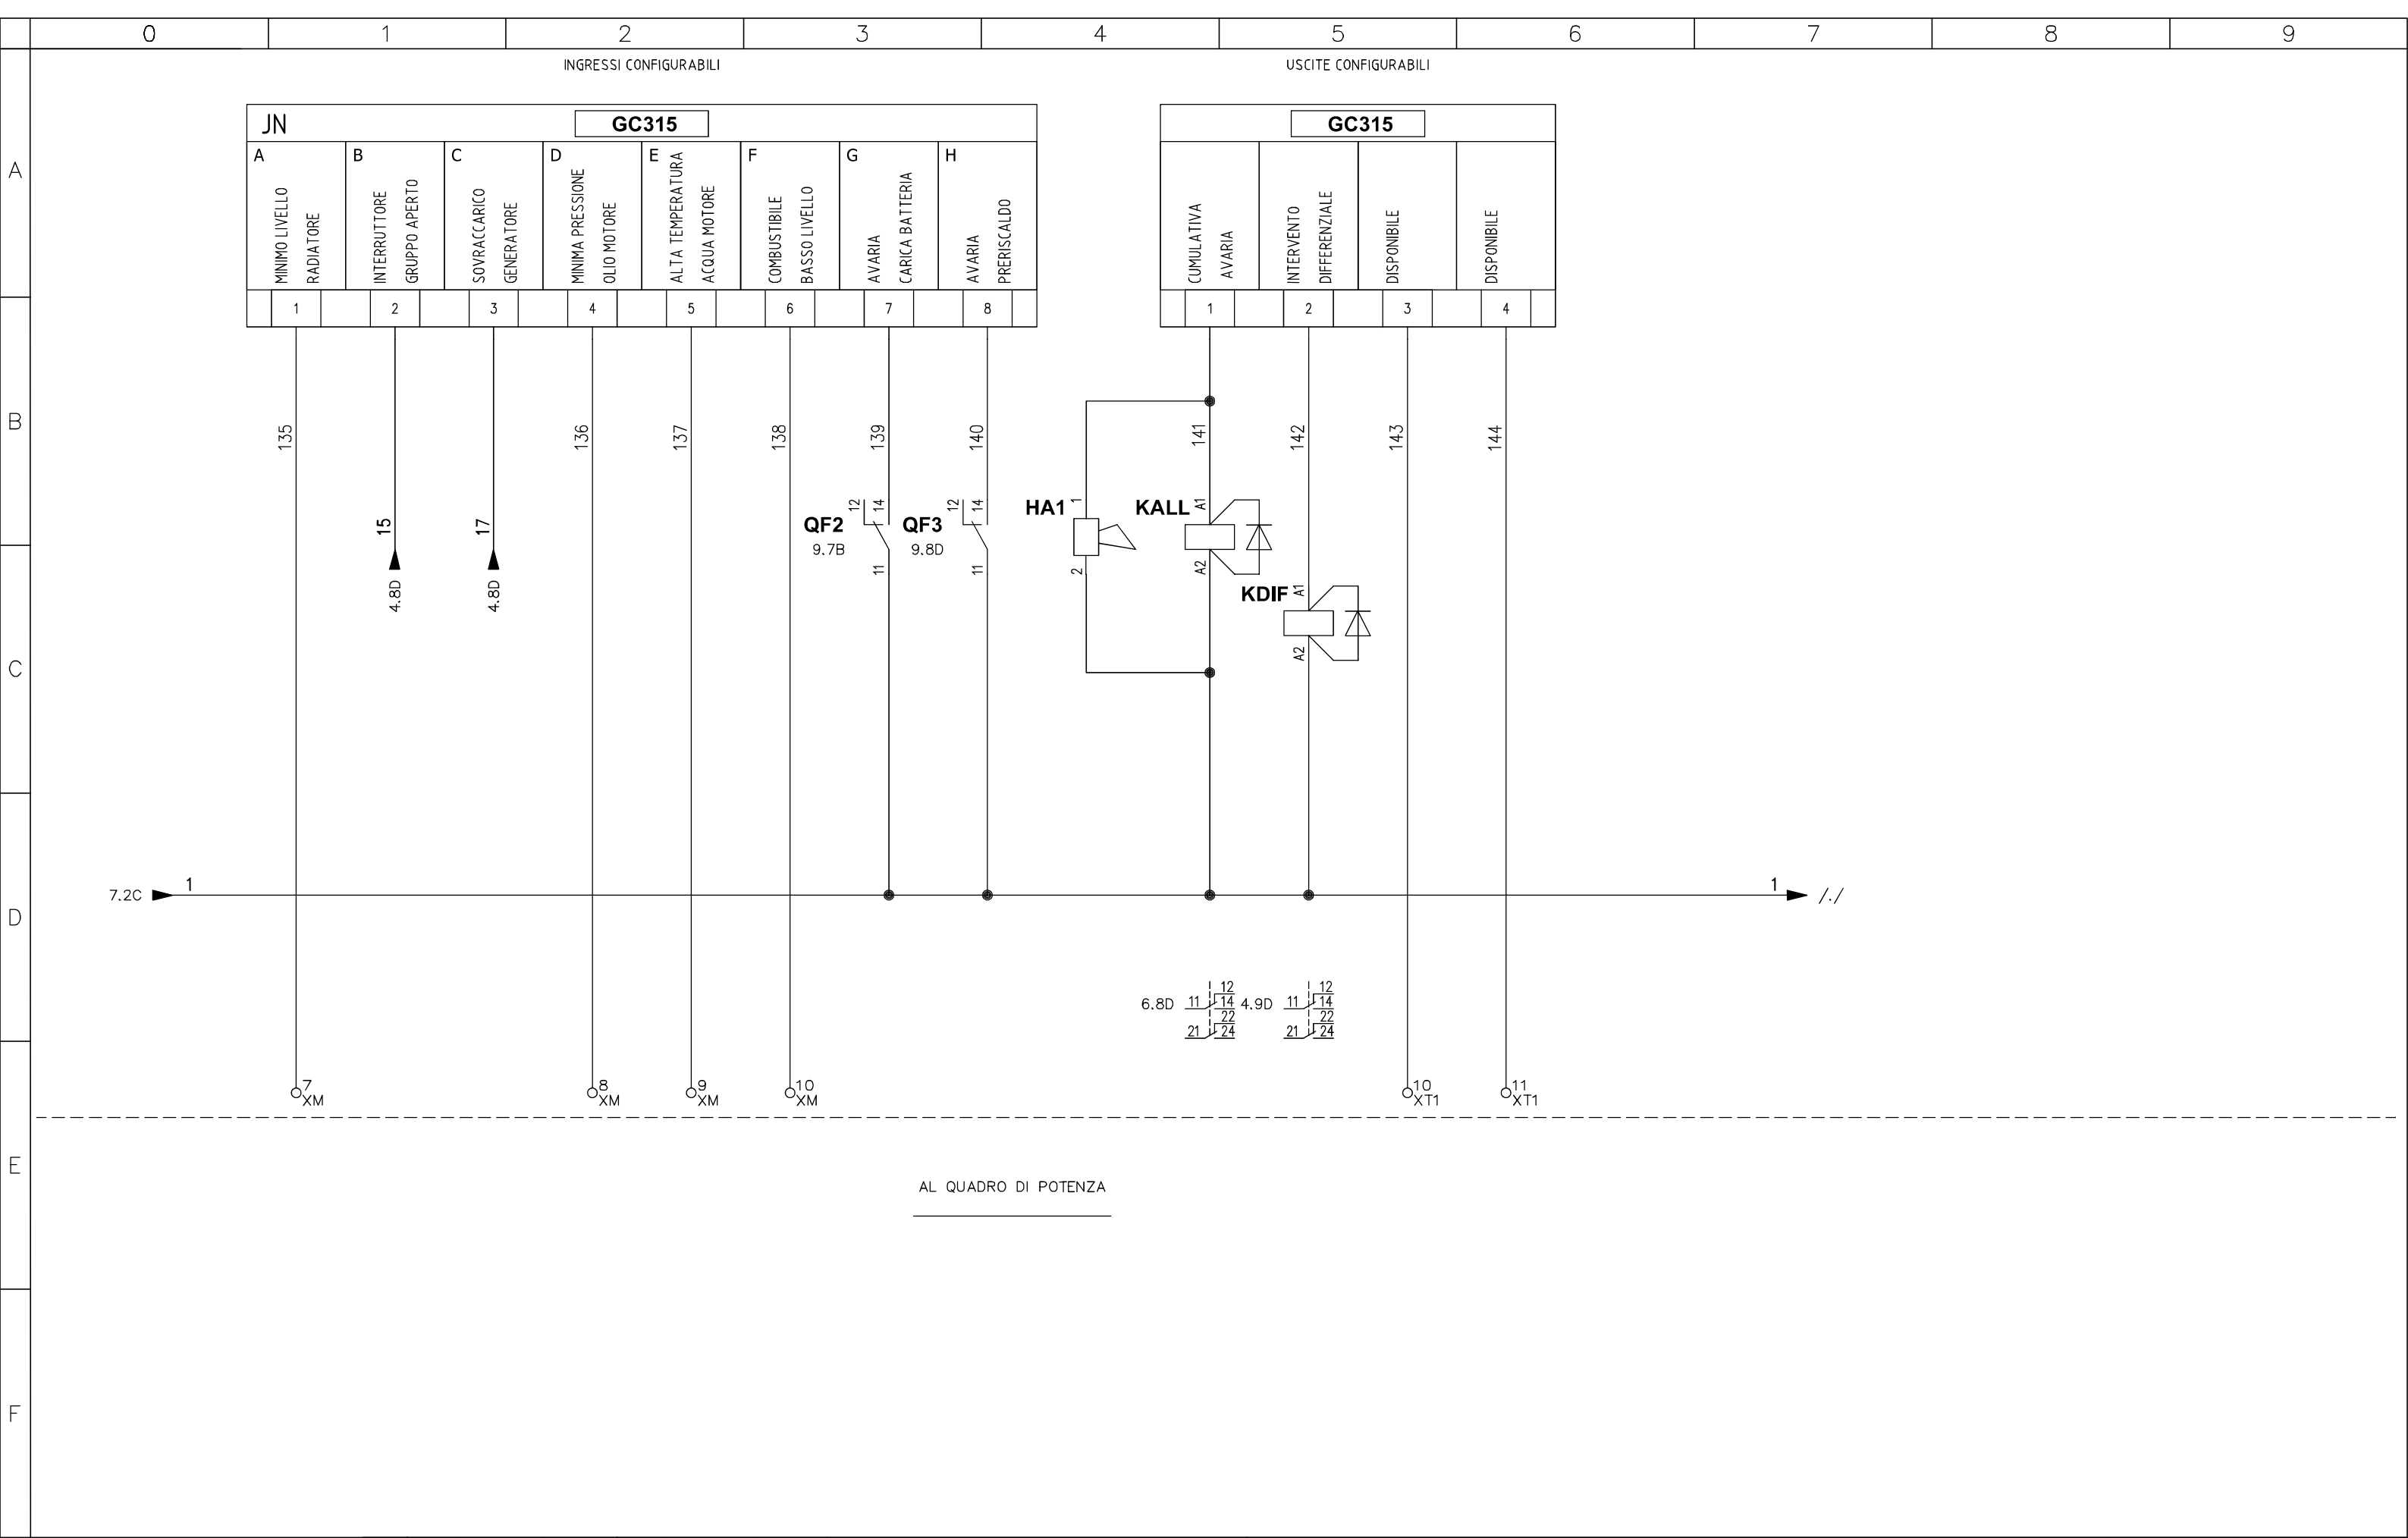 0 1 2 3 4 5 6 7 8 9
INGRESSI CONFIGURABILI
USCITE CONFIGURABILI
JN
GC315
GC315
A
MINIMO LIVELLO
RADIATORE
B
INTERRUTTORE
GRUPPO APERTO
C
SOVRACCARICO
GENERATORE
D
MINIMA PRESSIONE
OLIO MOTORE
E
ALTA TEMPERATURA
ACQUA MOTORE
F
COMBUSTIBILE
BASSO LIVELLO
G
AVARIA
CARICA BATTERIA
H
AVARIA
PRERISCALDO
CUMULATIVA
AVARIA
INTERVENTO
DIFFERENZIALE
DISPONIBILE
DISPONIBILE
A
1 2 3 4 5 6 7 8
1 2 3 4
B
135
136
137
138
139
140
141
142
143
144
15
4.8D
17
4.8D
12
14
QF2
9.7B
11
12
14
QF3
9.8D
11
HA1
1
2
KALL
A1
A2
KDIF
A1
A2
C
7.2C
1
1
/./
D
6.8D
11
12
14
21
22
24
4.9D
11
12
14
21
22
24
7
XM
8
XM
9
XM
10
XM
10
XT1
11
XT1
E
AL QUADRO DI POTENZA
F